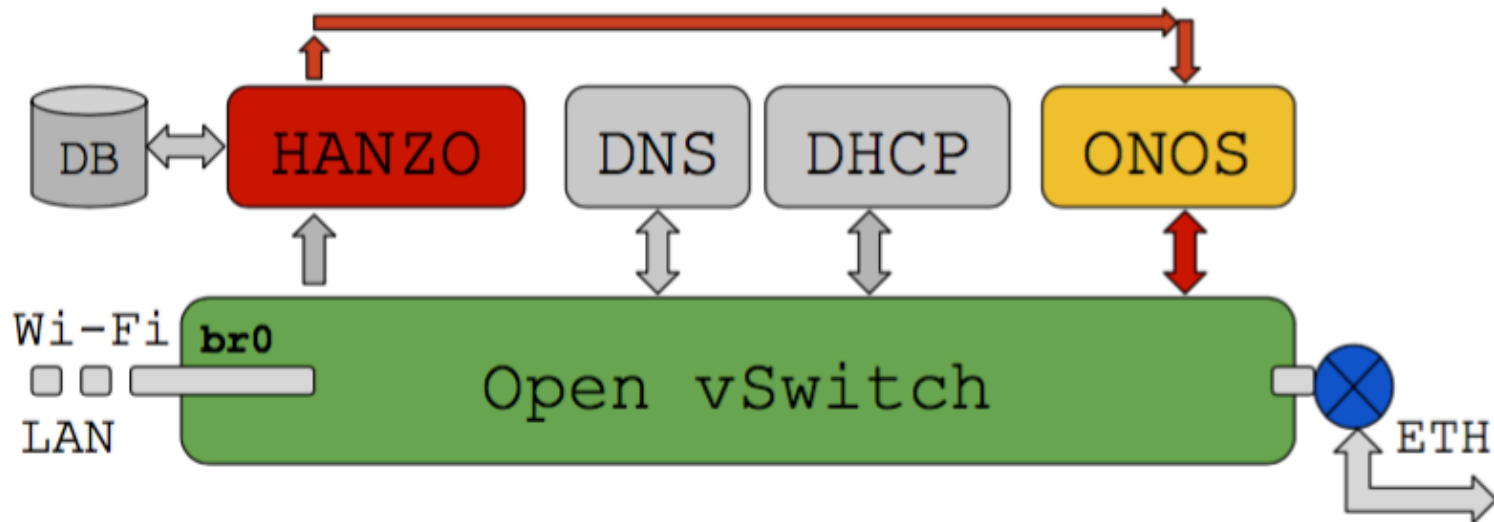 DB
HANZO
DNS
DHCP
ONOS
Wi-Fi
br0
LAN
Open vSwitch
ETH